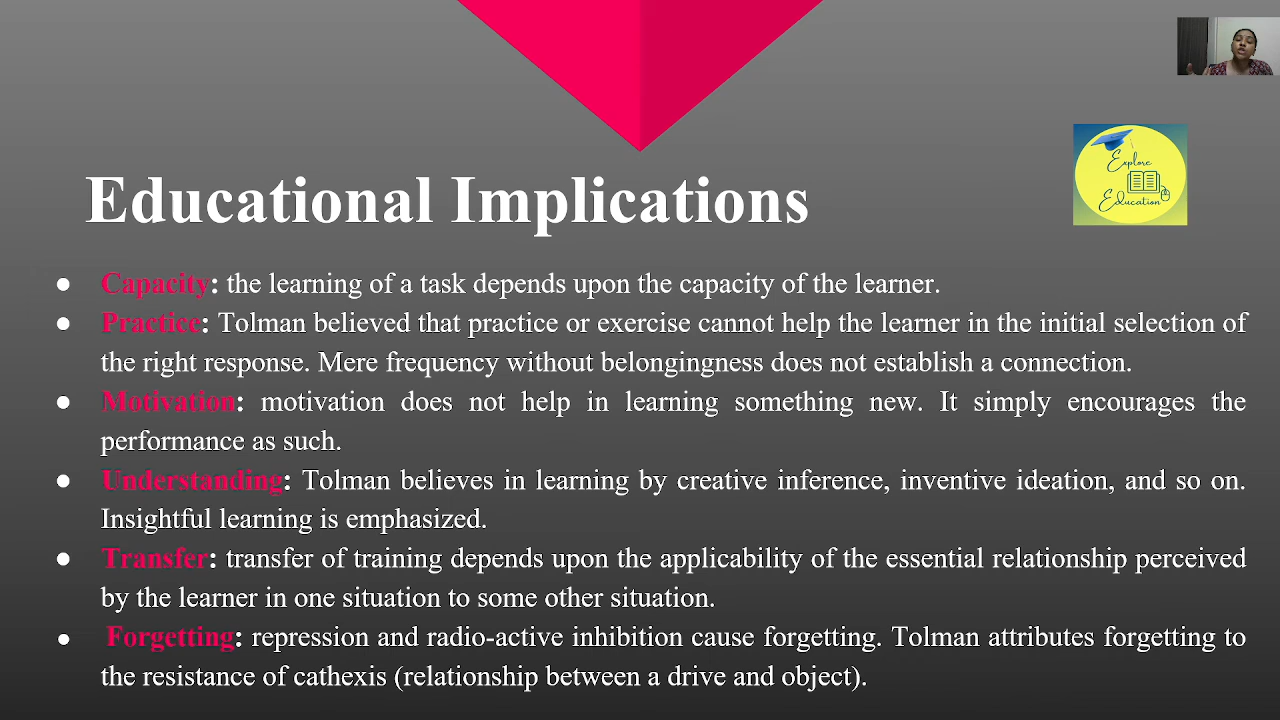 Explore
Education
Educational Implications
● Capacity: the learning of a task depends upon the capacity of the learner.
● Practice: Tolman believed that practice or exercise cannot help the learner in the initial selection of
the right response. Mere frequency without belongingness does not establish a connection.
● Motivation: motivation does not help in learning something new. It simply encourages the
performance as such.
● Understanding: Tolman believes in learning by creative inference, inventive ideation, and so on.
Insightful learning is emphasized.
● Transfer: transfer of training depends upon the applicability of the essential relationship perceived
by the learner in one situation to some other situation.
● Forgetting: repression and radio-active inhibition cause forgetting. Tolman attributes forgetting to
the resistance of cathexis (relationship between a drive and object).